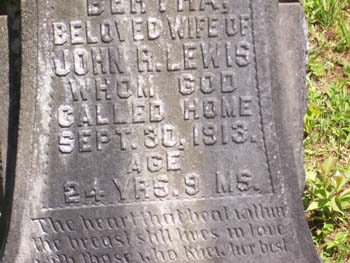 BERTHA,
BELOVED WIFE OF
JOHN R. LEWIS
WHOM GOD
CALLED HOME
SEPT. 30, 1913.
AGE
24 YRS. 9 MS.
The heart that beat within
the breast still lives in love
with those who knew her best